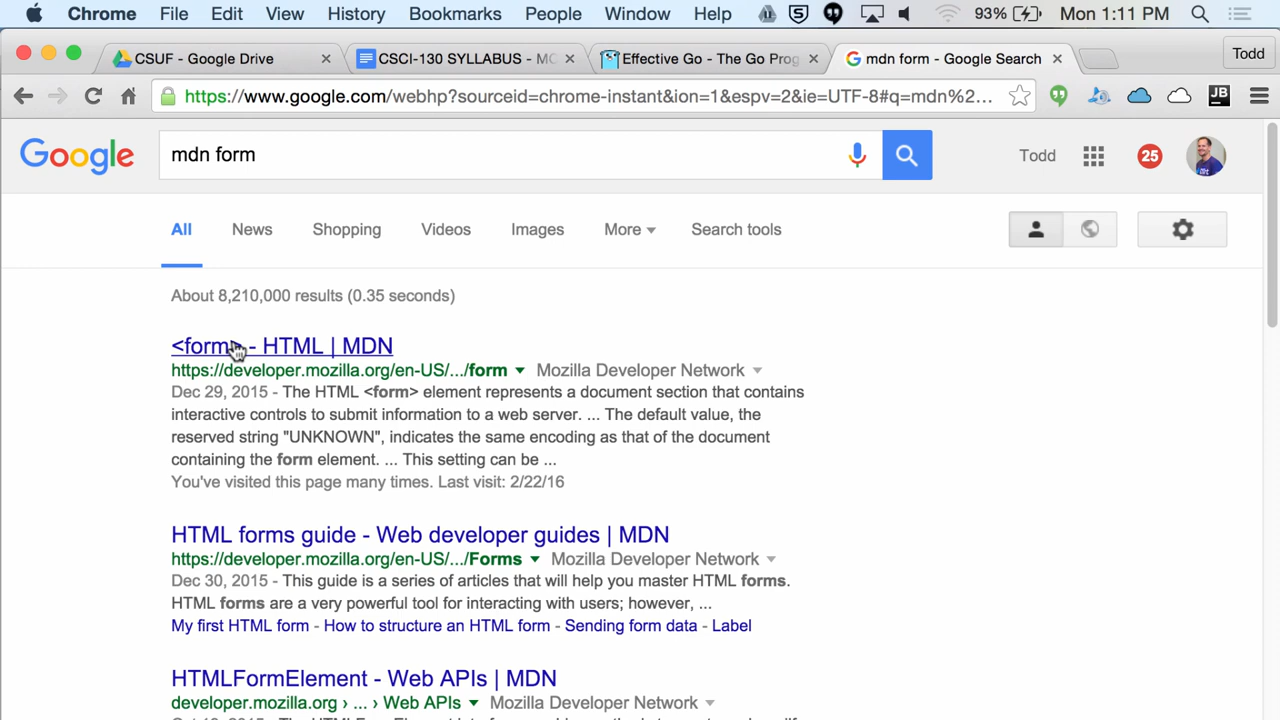 Chrome File Edit View History Bookmarks People Window Help 93% Mon 1:11 PM
CSUF - Google Drive CSCI-130 SYLLABUS - MC Effective Go - The Go Prog mdn form - Google Search Todd
https://www.google.com/webhp?sourceid=chrome-instant&ion=1&espv=2&ie=UTF-8#q=mdn%2... JB
Google mdn form Todd 25
All News Shopping Videos Images More Search tools
About 8,210,000 results (0.35 seconds)
<form> - HTML | MDN
https://developer.mozilla.org/en-US/.../form Mozilla Developer Network
Dec 29, 2015 - The HTML <form> element represents a document section that contains
interactive controls to submit information to a web server. ... The default value, the
reserved string "UNKNOWN", indicates the same encoding as that of the document
containing the form element. ... This setting can be ...
You've visited this page many times. Last visit: 2/22/16
HTML forms guide - Web developer guides | MDN
https://developer.mozilla.org/en-US/.../Forms Mozilla Developer Network
Dec 30, 2015 - This guide is a series of articles that will help you master HTML forms.
HTML forms are a very powerful tool for interacting with users; however, ...
My first HTML form - How to structure an HTML form - Sending form data - Label
HTMLFormElement - Web APIs | MDN
developer.mozilla.org › ... › Web APIs Mozilla Developer Network